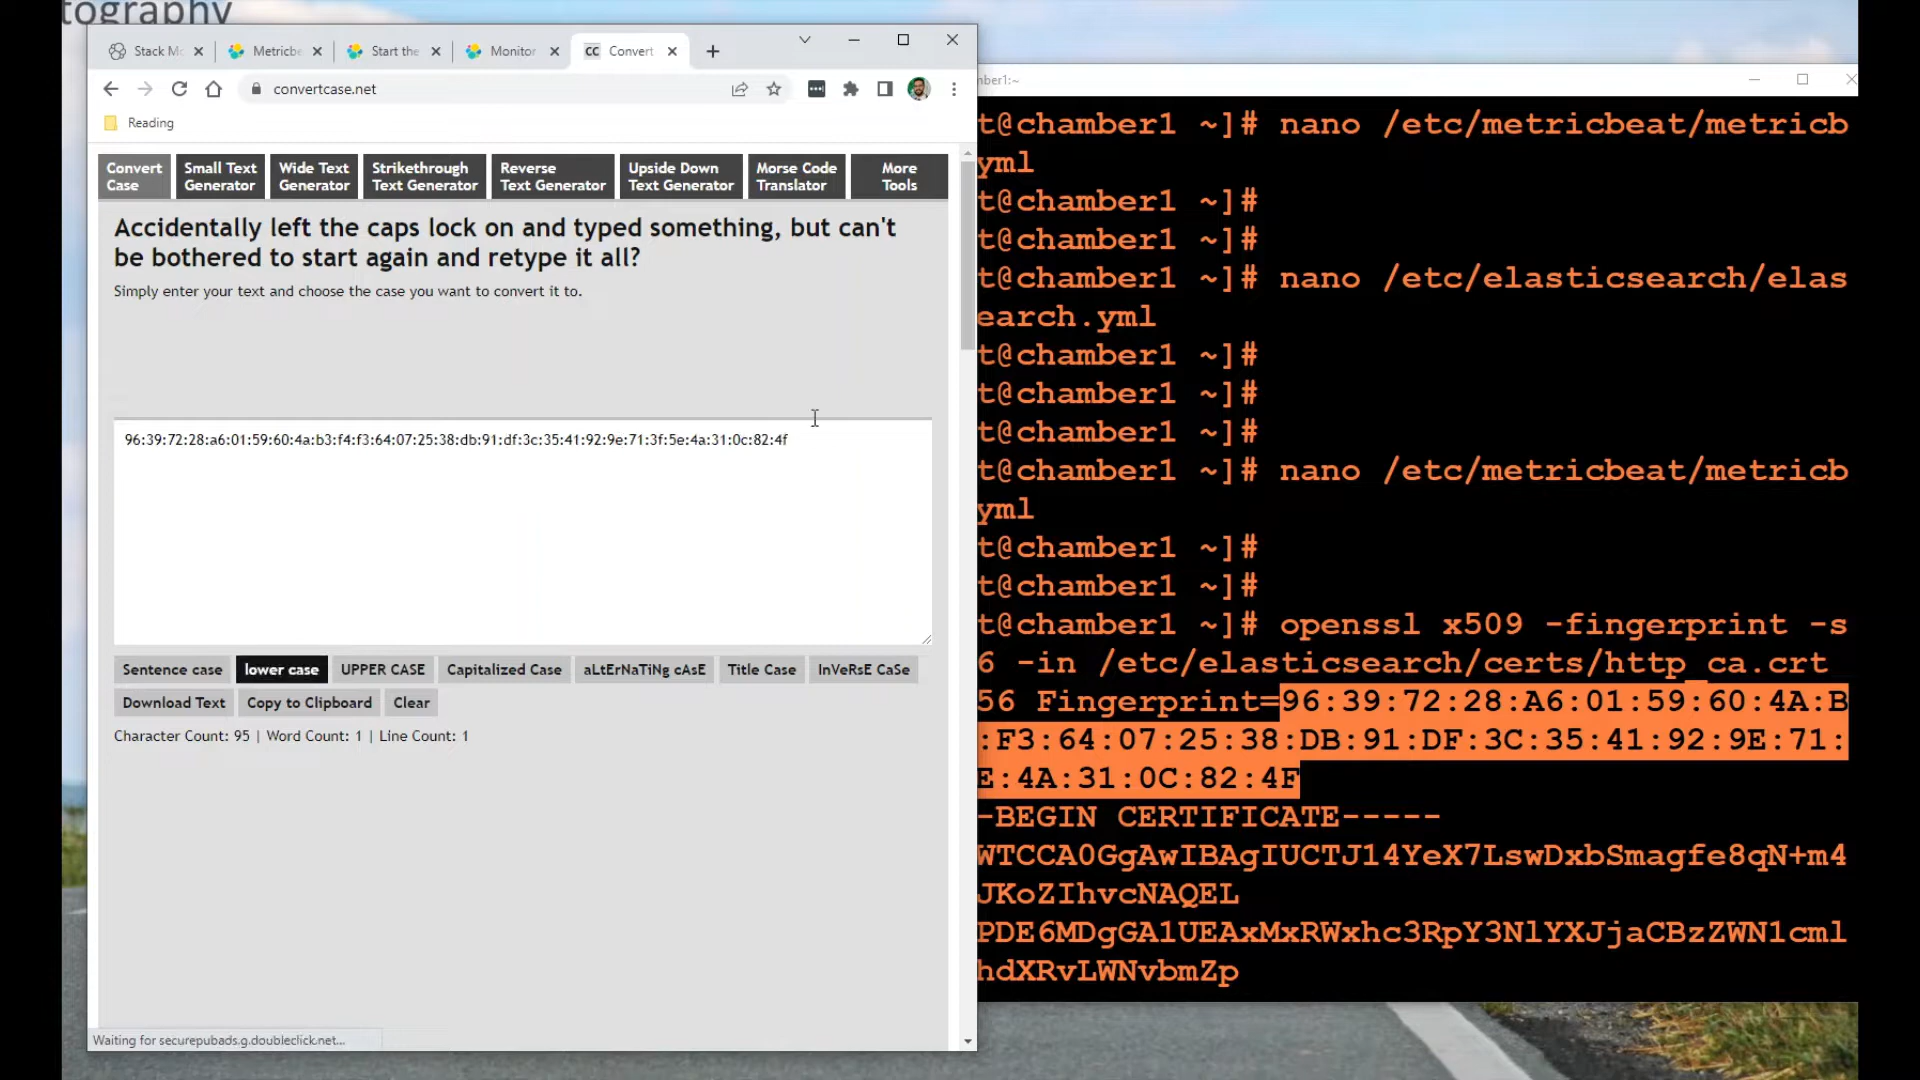 tography
Stack Mo
Metricbe
Start the
Monitor
CC Convert
convertcase.net
Reading
Convert Case
Small Text Generator
Wide Text Generator
Strikethrough Text Generator
Reverse Text Generator
Upside Down Text Generator
Morse Code Translator
More Tools
Accidentally left the caps lock on and typed something, but can't
be bothered to start again and retype it all?
Simply enter your text and choose the case you want to convert it to.
96:39:72:28:a6:01:59:60:4a:b3:f4:f3:64:07:25:38:db:91:df:3c:35:41:92:9e:71:3f:5e:4a:31:0c:82:4f
Sentence case lower case UPPER CASE Capitalized Case aLtErNaTiNg cAsE Title Case InVeRsE CaSe
Download Text Copy to Clipboard Clear
Character Count: 95 | Word Count: 1 | Line Count: 1
Waiting for securepubads.g.doubleclick.net...
mber1:~
t@chamber1 ~]# nano /etc/metricbeat/metricb
yml
t@chamber1 ~]#
t@chamber1 ~]#
t@chamber1 ~]# nano /etc/elasticsearch/elas
earch.yml
t@chamber1 ~]#
t@chamber1 ~]#
t@chamber1 ~]#
t@chamber1 ~]# nano /etc/metricbeat/metricb
yml
t@chamber1 ~]#
t@chamber1 ~]#
t@chamber1 ~]# openssl x509 -fingerprint -s
6 -in /etc/elasticsearch/certs/http_ca.crt
56 Fingerprint=96:39:72:28:A6:01:59:60:4A:B
:F3:64:07:25:38:DB:91:DF:3C:35:41:92:9E:71:
E:4A:31:0C:82:4F
-BEGIN CERTIFICATE-----
WTCCA0GgAwIBAgIUCTJ14YeX7LswDxbSmagfe8qN+m4
JKoZIhvcNAQEL
PDE6MDgGA1UEAxMxRWxhc3RpY3NlYXJjaCBzZWN1cml
hdXRvLWNvbmZp